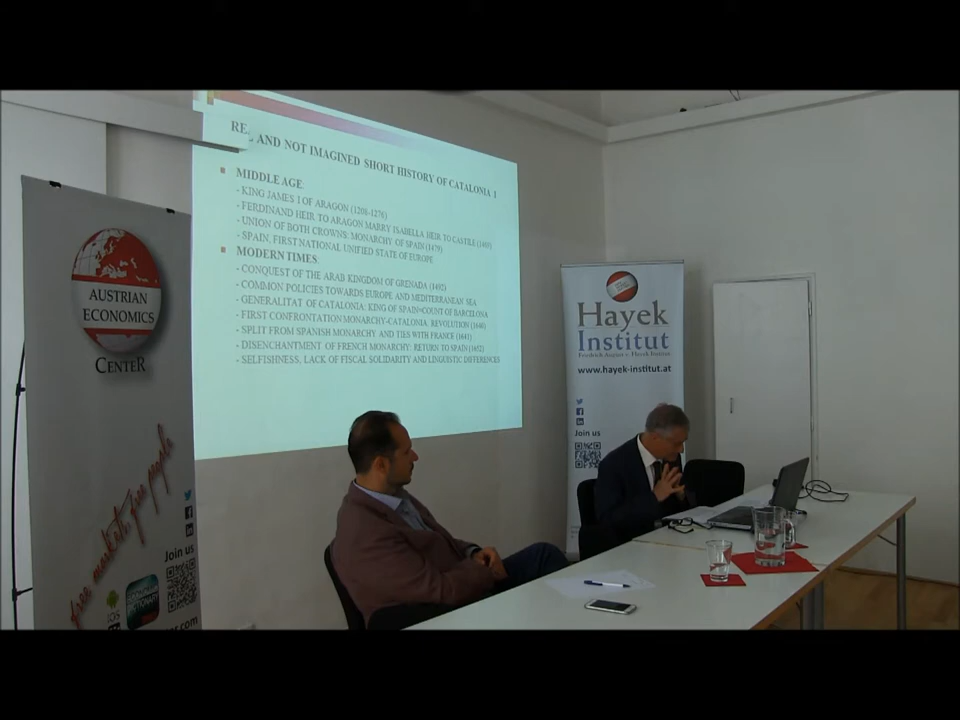 AND NOT IMAGINED SHORT HISTORY OF CATALONIA 1
MIDDLE AGE:
- KING JAMES I OF ARAGON (1208-1276)
- FERDINAND HEIR TO ARAGON MARRY ISABELLA HEIR TO CASTILE (1469)
- UNION OF BOTH CROWNS: MONARCHY OF SPAIN (1479)
- SPAIN, FIRST NATIONAL UNIFIED STATE OF EUROPE
MODERN TIMES:
- CONQUEST OF THE ARAB KINGDOM OF GRENADA (1492)
- COMMON POLICIES TOWARDS EUROPE AND MEDITERRANEAN SEA
- GENERALITAT OF CATALONIA: KING OF SPAIN=COUNT OF BARCELONA
- FIRST CONFRONTATION MONARCHY-CATALONIA: REVOLUTION (1640)
- SPLIT FROM SPANISH MONARCHY AND TIES WITH FRANCE (1641)
- DISENCHANTMENT OF FRENCH MONARCHY: RETURN TO SPAIN (1652)
- SELFISHNESS, LACK OF FISCAL SOLIDARITY AND LINGUISTIC DIFFERENCES
AUSTRIAN
ECONOMICS
CENTER
free markets, free people
Join us
iOS
Hayek
Institut
Friedrich August v. Hayek Institut
www.hayek-institut.at
Join us